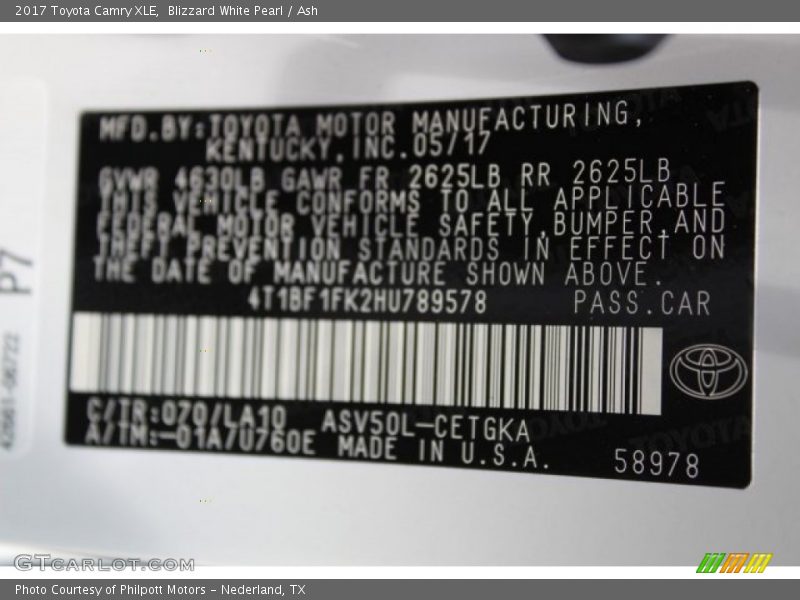 2017 Toyota Camry XLE,  Blizzard White Pearl / Ash
MFD.BY:TOYOTA MOTOR MANUFACTURING,
KENTUCKY,INC.05/17
GVWR 4630LB GAWR FR 2625LB RR 2625LB
THIS VEHICLE CONFORMS TO ALL APPLICABLE
FEDERAL MOTOR VEHICLE SAFETY,BUMPER,AND
THEFT PREVENTION STANDARDS IN EFFECT ON
THE DATE OF MANUFACTURE SHOWN ABOVE.
4T1BF1FK2HU789578 PASS.CAR
C/TR:070/LA10 ASV50L-CETGKA
A/TM:-01A/U760E MADE IN U.S.A.
58978
P7
GTCARLOT.COM
Photo Courtesy of Philpott Motors - Nederland, TX